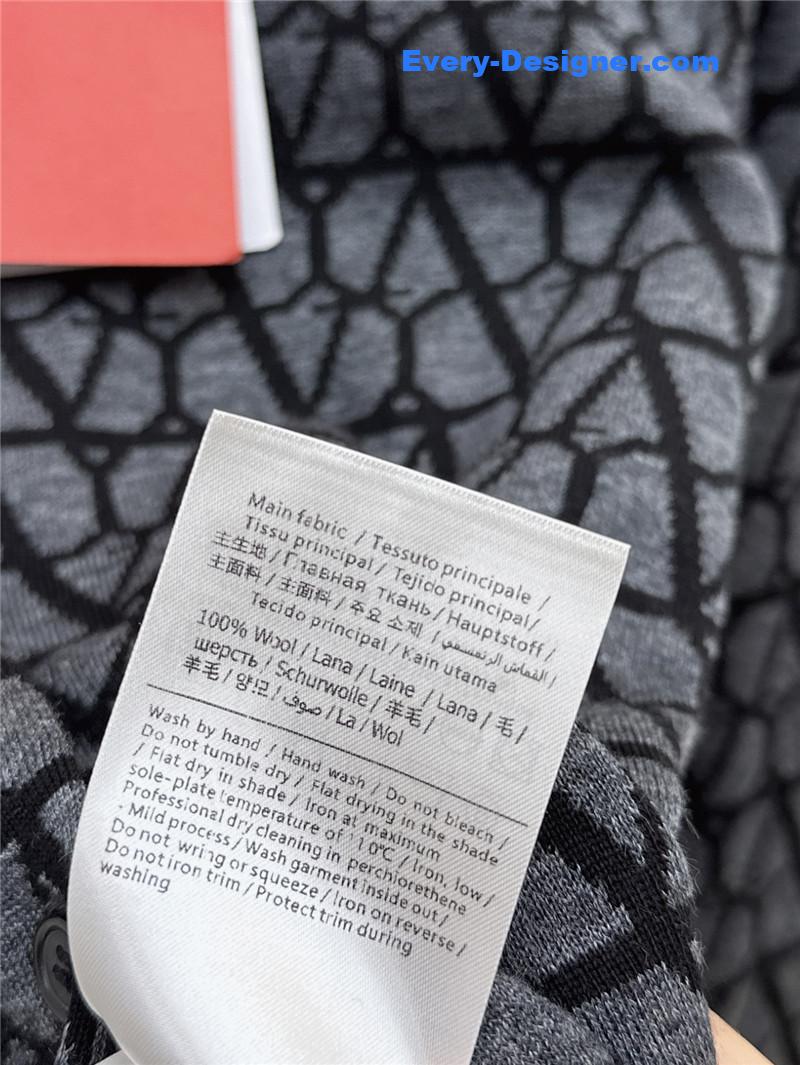 Every-Designer.com
Main fabric / Tessuto principale /
Tissu principal / Tejido principal/
主生地 / Главная ткань / Hauptstoff /
主面料 / 主面料 / 주요 소제 /
Tecido principal / Kain utama
100% Wool / Lana / Laine / Lana / 毛 /
шерсть / Schurwolle / 羊毛 /
羊毛 / 양모 / صوف / La / Wol
Wash by hand / Hand wash / Do not bleach /
Do not tumble dry / Flat drying in the shade
/ Flat dry in shade / Iron at maximum
sole-plate temperature of 110℃ / Iron, low /
Professional dry cleaning in perchiorethene
- Mild process / Wash garment inside out /
Do not wring or squeeze / Iron on reverse /
Do not iron trim / Protect trim during
washing